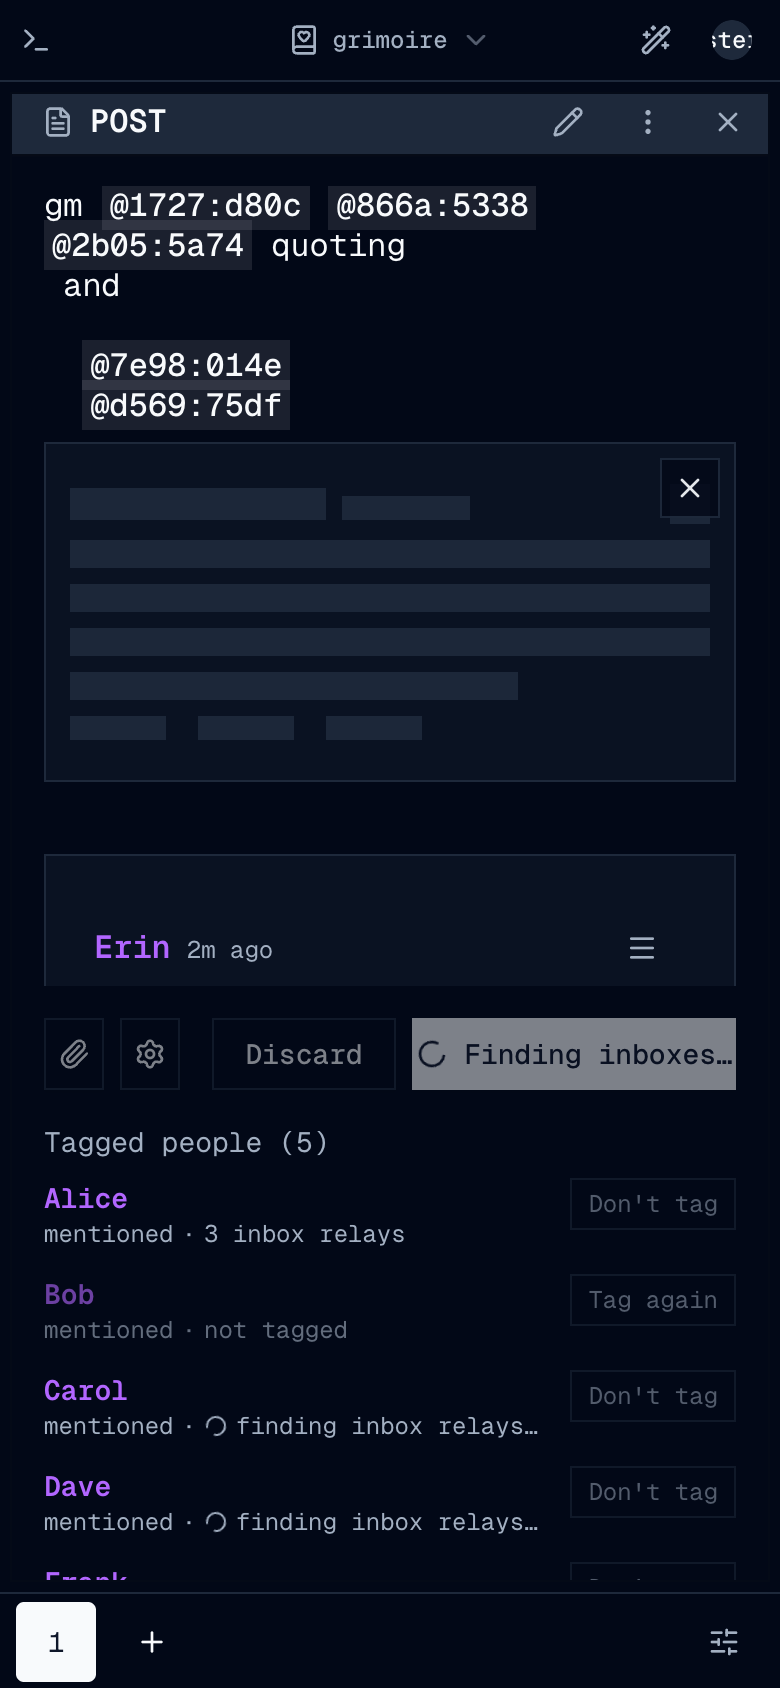 grimoire
POST
gm @1727:d80c @866a:5338
@2b05:5a74 quoting
and
@7e98:014e
@d569:75df
Erin 2m ago
Discard
Finding inboxes…
Tagged people (5)
Alice
Don't tag
mentioned · 3 inbox relays
Bob
Tag again
mentioned · not tagged
Carol
Don't tag
mentioned · finding inbox relays…
Dave
Don't tag
mentioned · finding inbox relays…
1